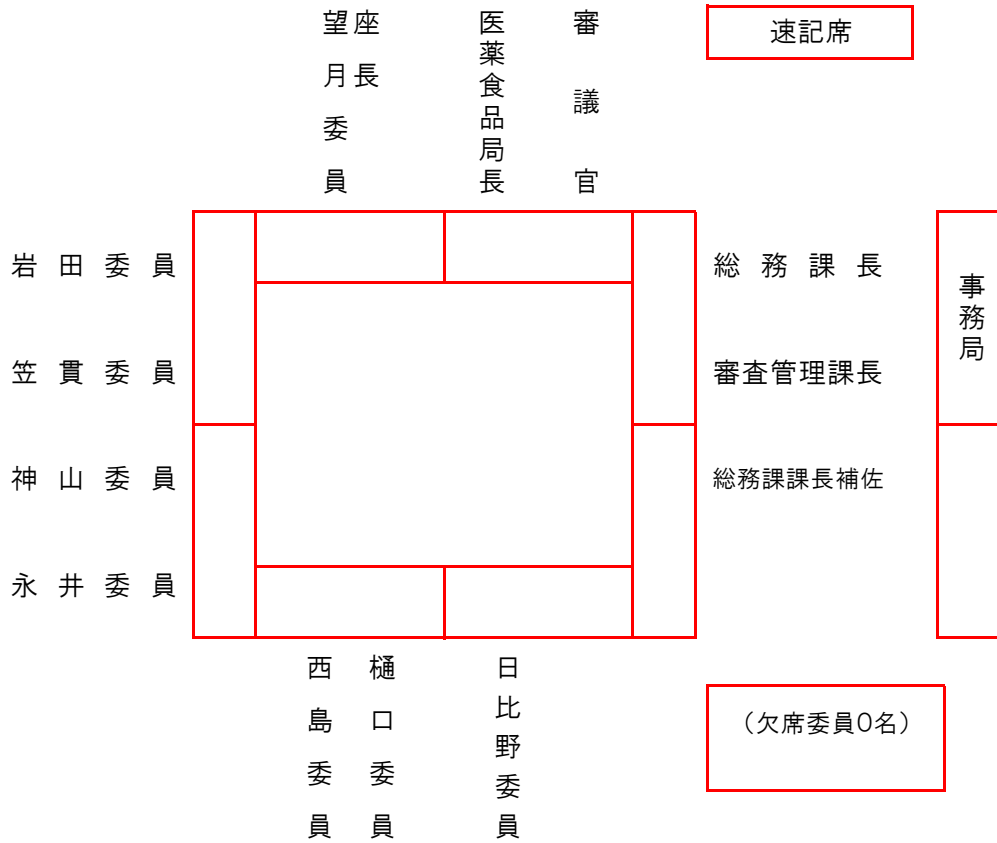 座長
望月委員
医薬食品局長
審議官
速記席
岩田委員
笠貫委員
神山委員
永井委員
総務課長
審査管理課長
総務課課長補佐
事務局
西島委員
樋口委員
日比野委員
（欠席委員0名）